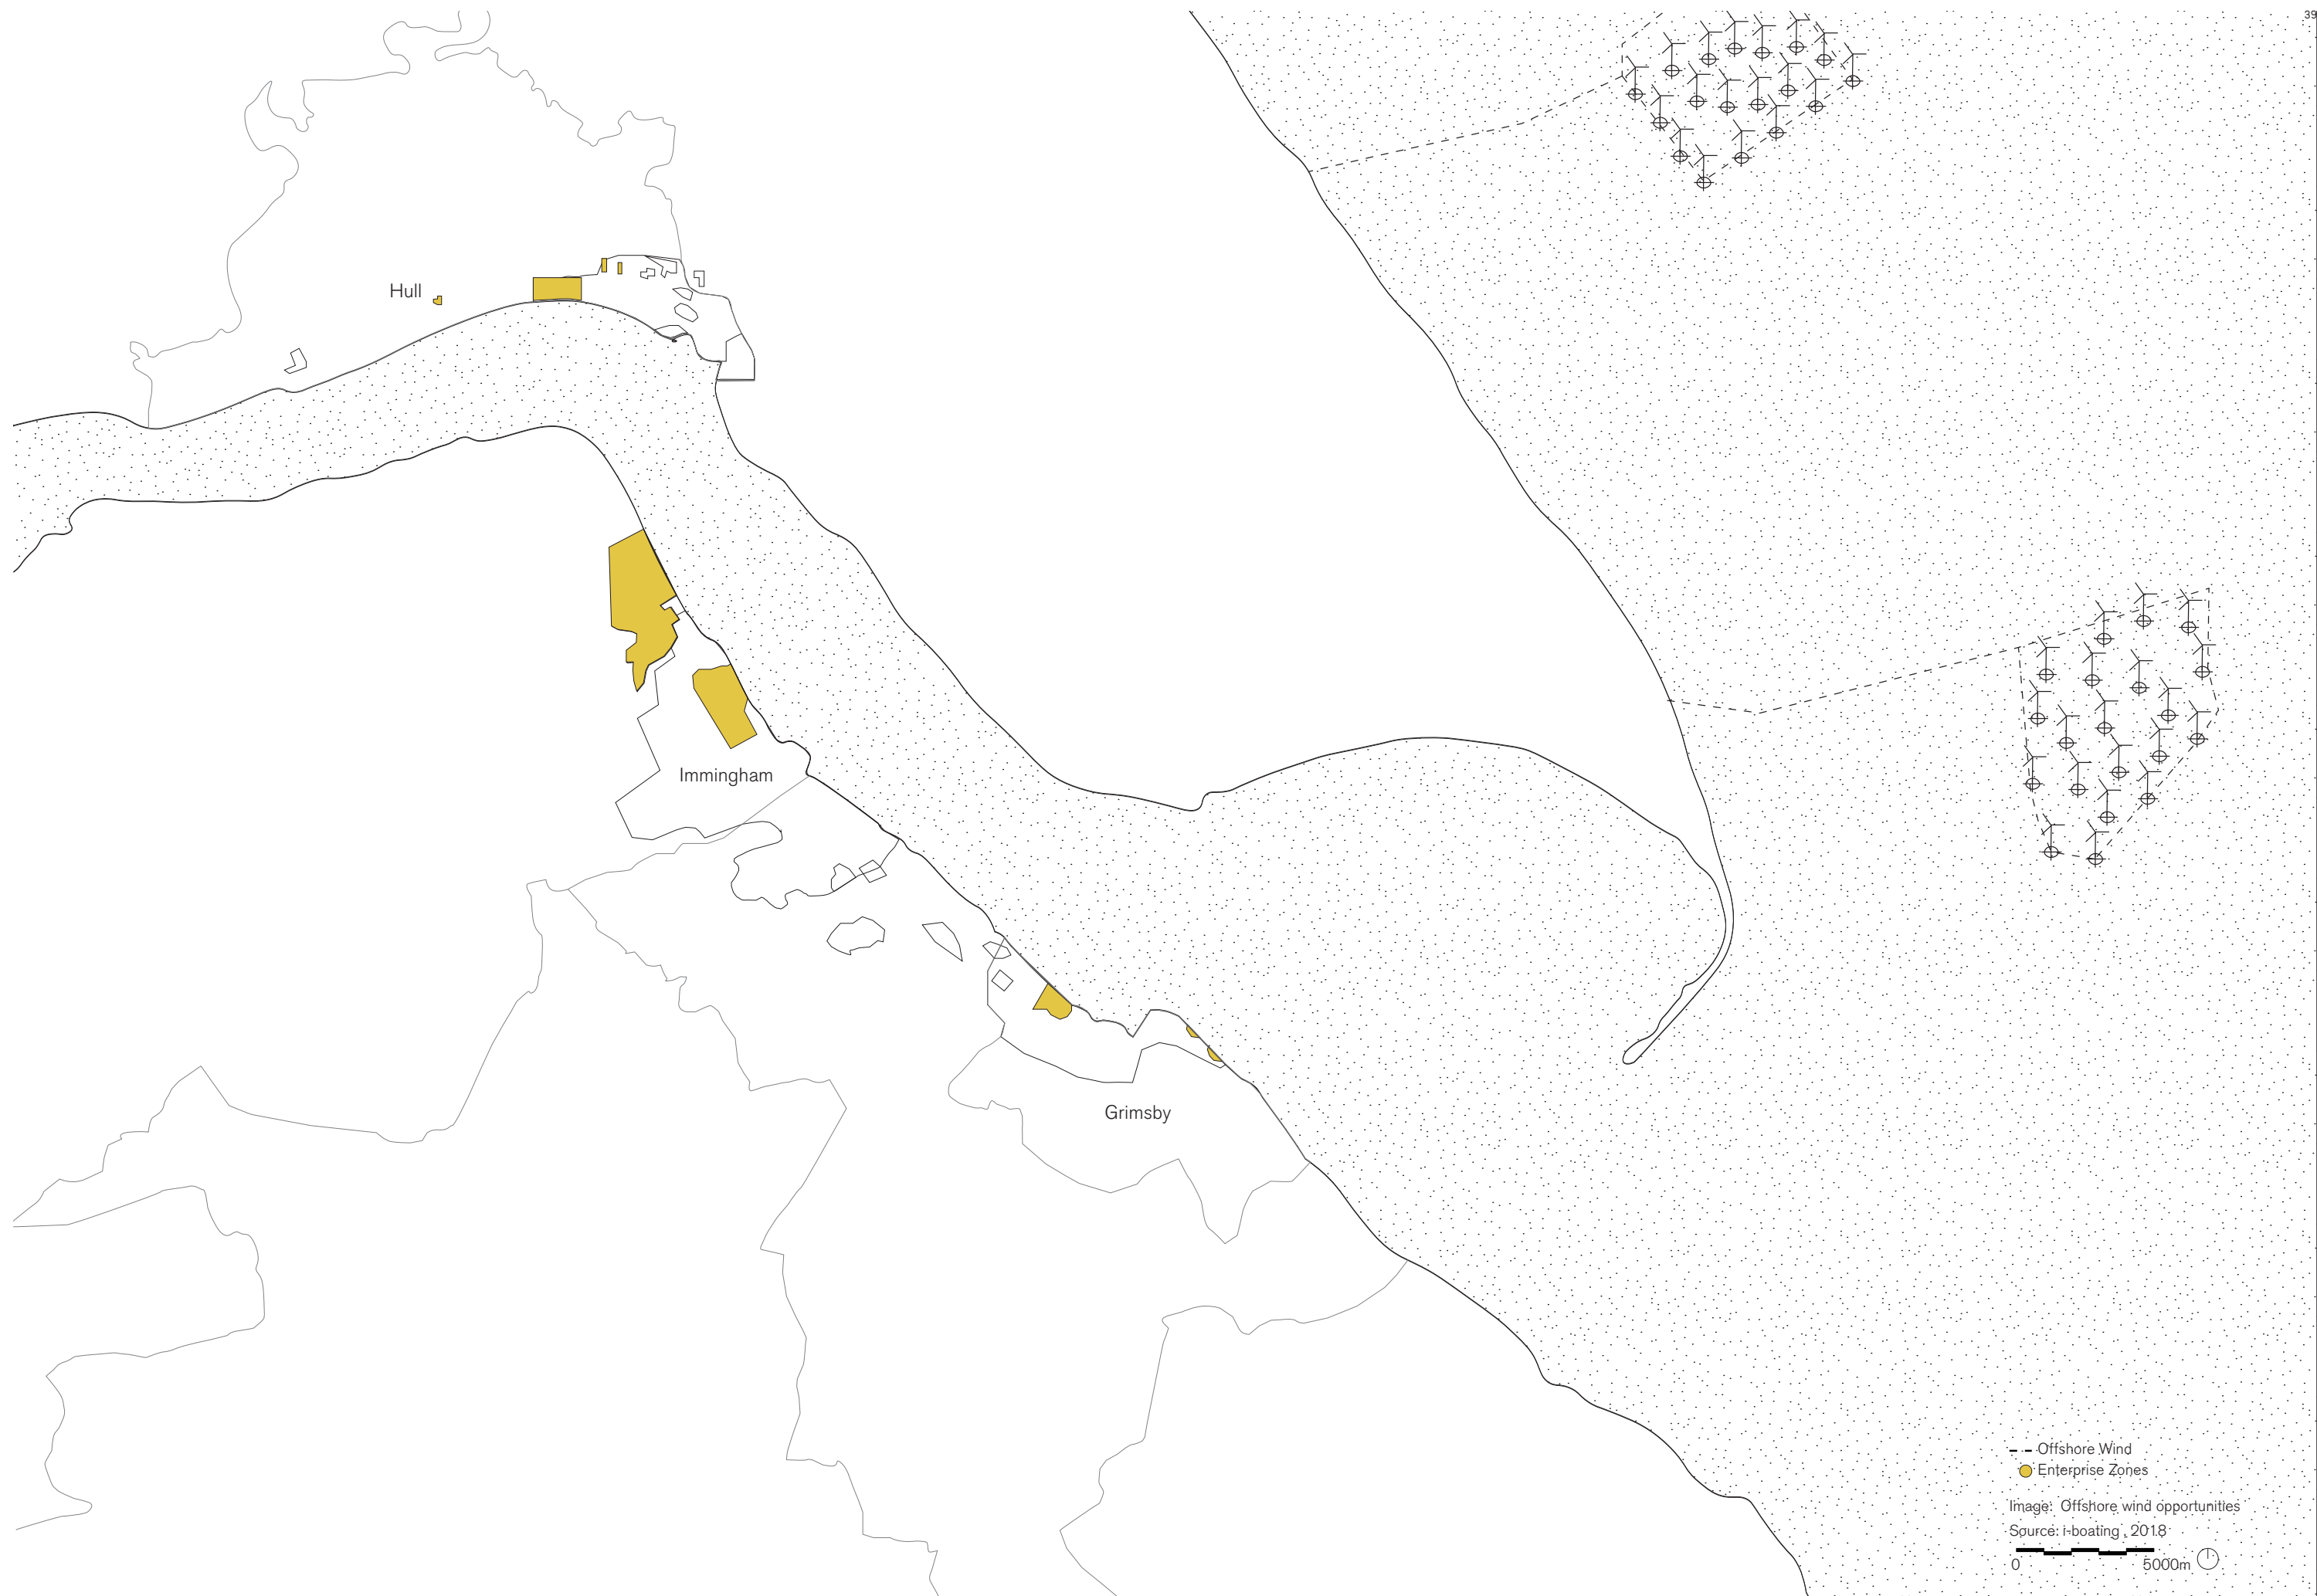 39
Hull
Immingham
Grimsby
Offshore Wind
Enterprise Zones
Image: Offshore wind opportunities
Source: i-boating , 2018
0 5000m